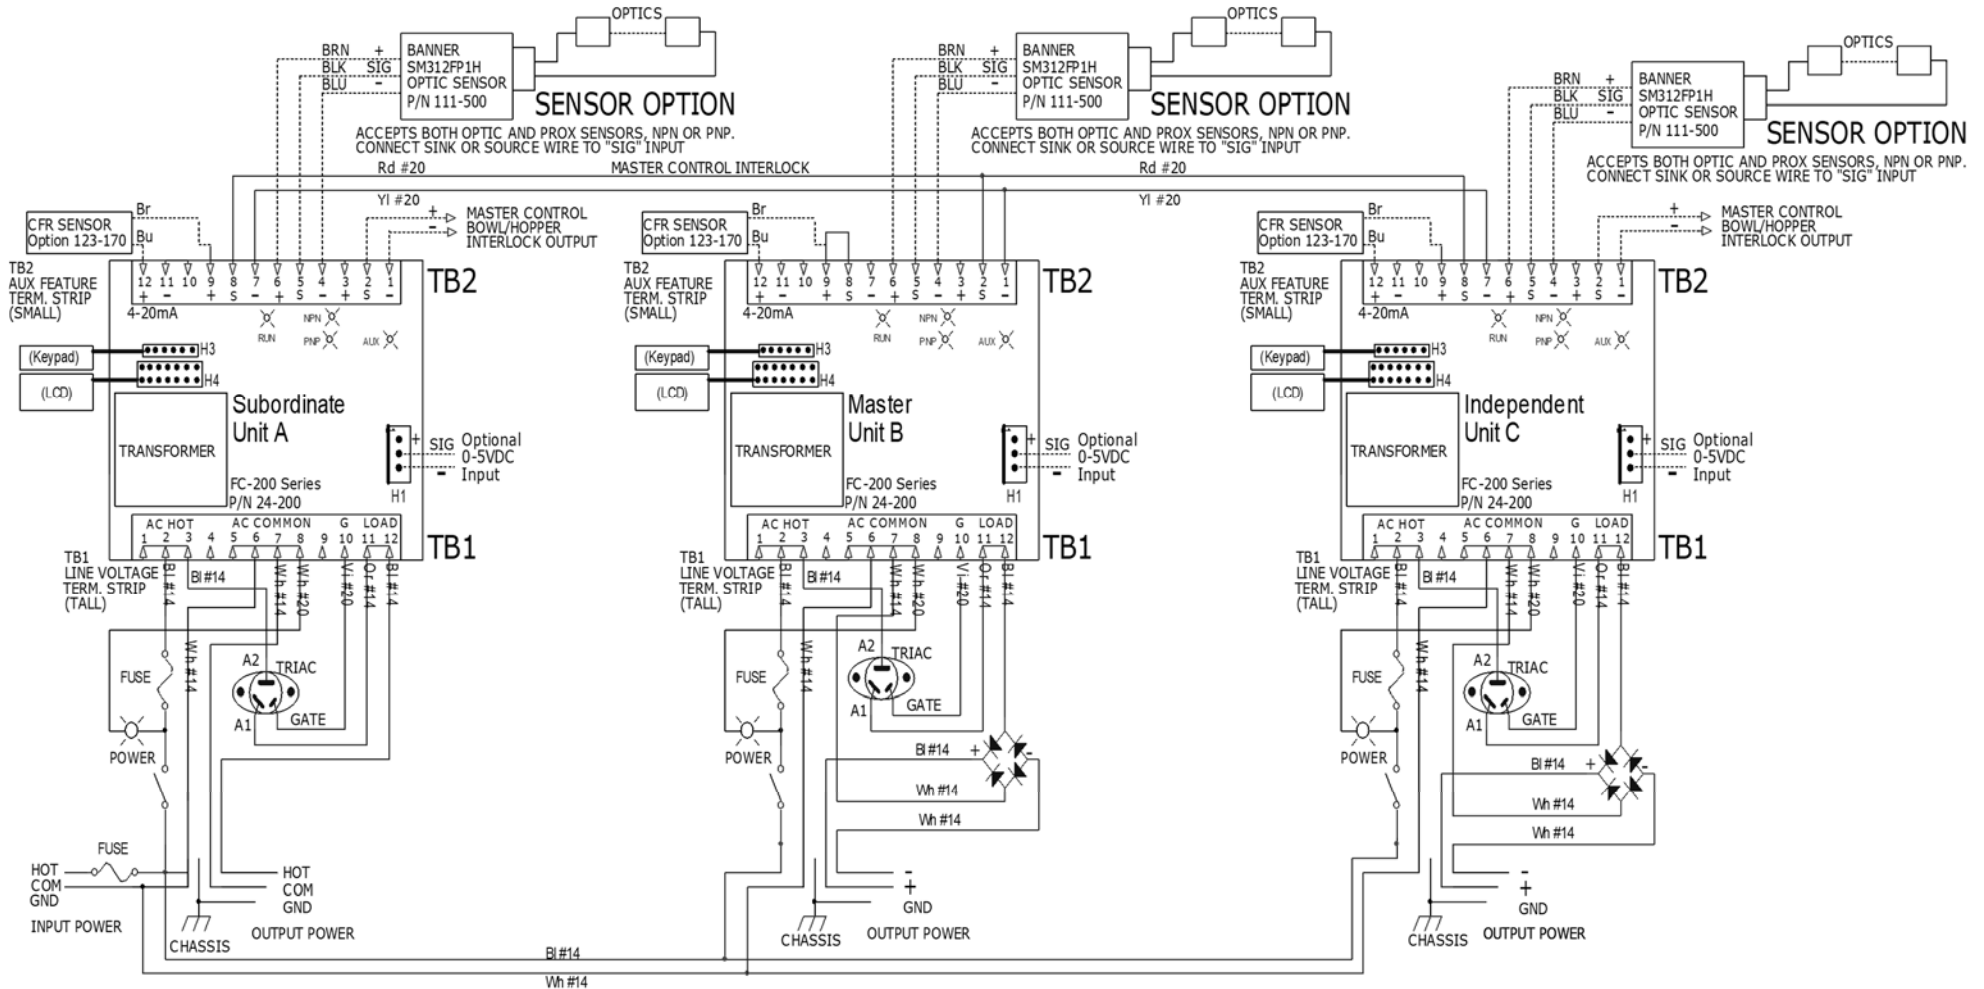 OPTICS
BRN + BANNER
BLK SIG SM312FP1H
BLU - OPTIC SENSOR
P/N 111-500
SENSOR OPTION
ACCEPTS BOTH OPTIC AND PROX SENSORS, NPN OR PNP.
CONNECT SINK OR SOURCE WIRE TO "SIG" INPUT
OPTICS
BRN + BANNER
BLK SIG SM312FP1H
BLU - OPTIC SENSOR
P/N 111-500
SENSOR OPTION
ACCEPTS BOTH OPTIC AND PROX SENSORS, NPN OR PNP.
CONNECT SINK OR SOURCE WIRE TO "SIG" INPUT
OPTICS
BRN + BANNER
BLK SIG SM312FP1H
BLU - OPTIC SENSOR
P/N 111-500
SENSOR OPTION
ACCEPTS BOTH OPTIC AND PROX SENSORS, NPN OR PNP.
CONNECT SINK OR SOURCE WIRE TO "SIG" INPUT
Rd #20 MASTER CONTROL INTERLOCK Rd #20
Yl #20 Yl #20
CFR SENSOR
Option 123-170
Br
Bu
+ MASTER CONTROL
- BOWL/HOPPER
INTERLOCK OUTPUT
TB2
AUX FEATURE
TERM. STRIP
(SMALL)
12 11 10 9 8 7 6 5 4 3 2 1
+ - + S - + S - + S -
TB2
4-20mA
RUN
NPN
PNP
AUX
(Keypad)
H3
(LCD)
H4
Subordinate
Unit A
TRANSFORMER
+
SIG
-
Optional
0-5VDC
Input
H1
FC-200 Series
P/N 24-200
AC HOT AC COMMON G LOAD
1 2 3 4 5 6 7 8 9 10 11 12
TB1
TB1
LINE VOLTAGE
TERM. STRIP
(TALL)
Bl #14
Bl #14
Wh #14
Wh #20
Vi #20
Or #14
Bl #14
Wh #14
FUSE
A2
TRIAC
A1
GATE
POWER
FUSE
HOT
COM
GND
INPUT POWER
CHASSIS
HOT
COM
GND
OUTPUT POWER
CFR SENSOR
Option 123-170
Br
Bu
TB2
AUX FEATURE
TERM. STRIP
(SMALL)
12 11 10 9 8 7 6 5 4 3 2 1
+ - + S - + S - + S -
TB2
4-20mA
RUN
NPN
PNP
AUX
(Keypad)
H3
(LCD)
H4
Master
Unit B
TRANSFORMER
+
SIG
-
Optional
0-5VDC
Input
H1
FC-200 Series
P/N 24-200
AC HOT AC COMMON G LOAD
1 2 3 4 5 6 7 8 9 10 11 12
TB1
TB1
LINE VOLTAGE
TERM. STRIP
(TALL)
Bl #14
Bl #14
Wh #14
Wh #20
Vi #20
Or #14
Bl #14
Wh #14
FUSE
A2
TRIAC
A1
GATE
POWER
Bl #14 + -
Wh #14
Wh #14
-
+
GND
CHASSIS
OUTPUT POWER
CFR SENSOR
Option 123-170
Br
Bu
+ MASTER CONTROL
- BOWL/HOPPER
INTERLOCK OUTPUT
TB2
AUX FEATURE
TERM. STRIP
(SMALL)
12 11 10 9 8 7 6 5 4 3 2 1
+ - + S - + S - + S -
TB2
4-20mA
RUN
NPN
PNP
AUX
(Keypad)
H3
(LCD)
H4
Independent
Unit C
TRANSFORMER
+
SIG
-
Optional
0-5VDC
Input
H1
FC-200 Series
P/N 24-200
AC HOT AC COMMON G LOAD
1 2 3 4 5 6 7 8 9 10 11 12
TB1
TB1
LINE VOLTAGE
TERM. STRIP
(TALL)
Bl #14
Bl #14
Wh #14
Wh #20
Vi #20
Or #14
Bl #14
Wh #14
FUSE
A2
TRIAC
A1
GATE
POWER
Bl #14 + -
Wh #14
Wh #14
-
+
GND
CHASSIS
OUTPUT POWER
Bl #14
Wh #14